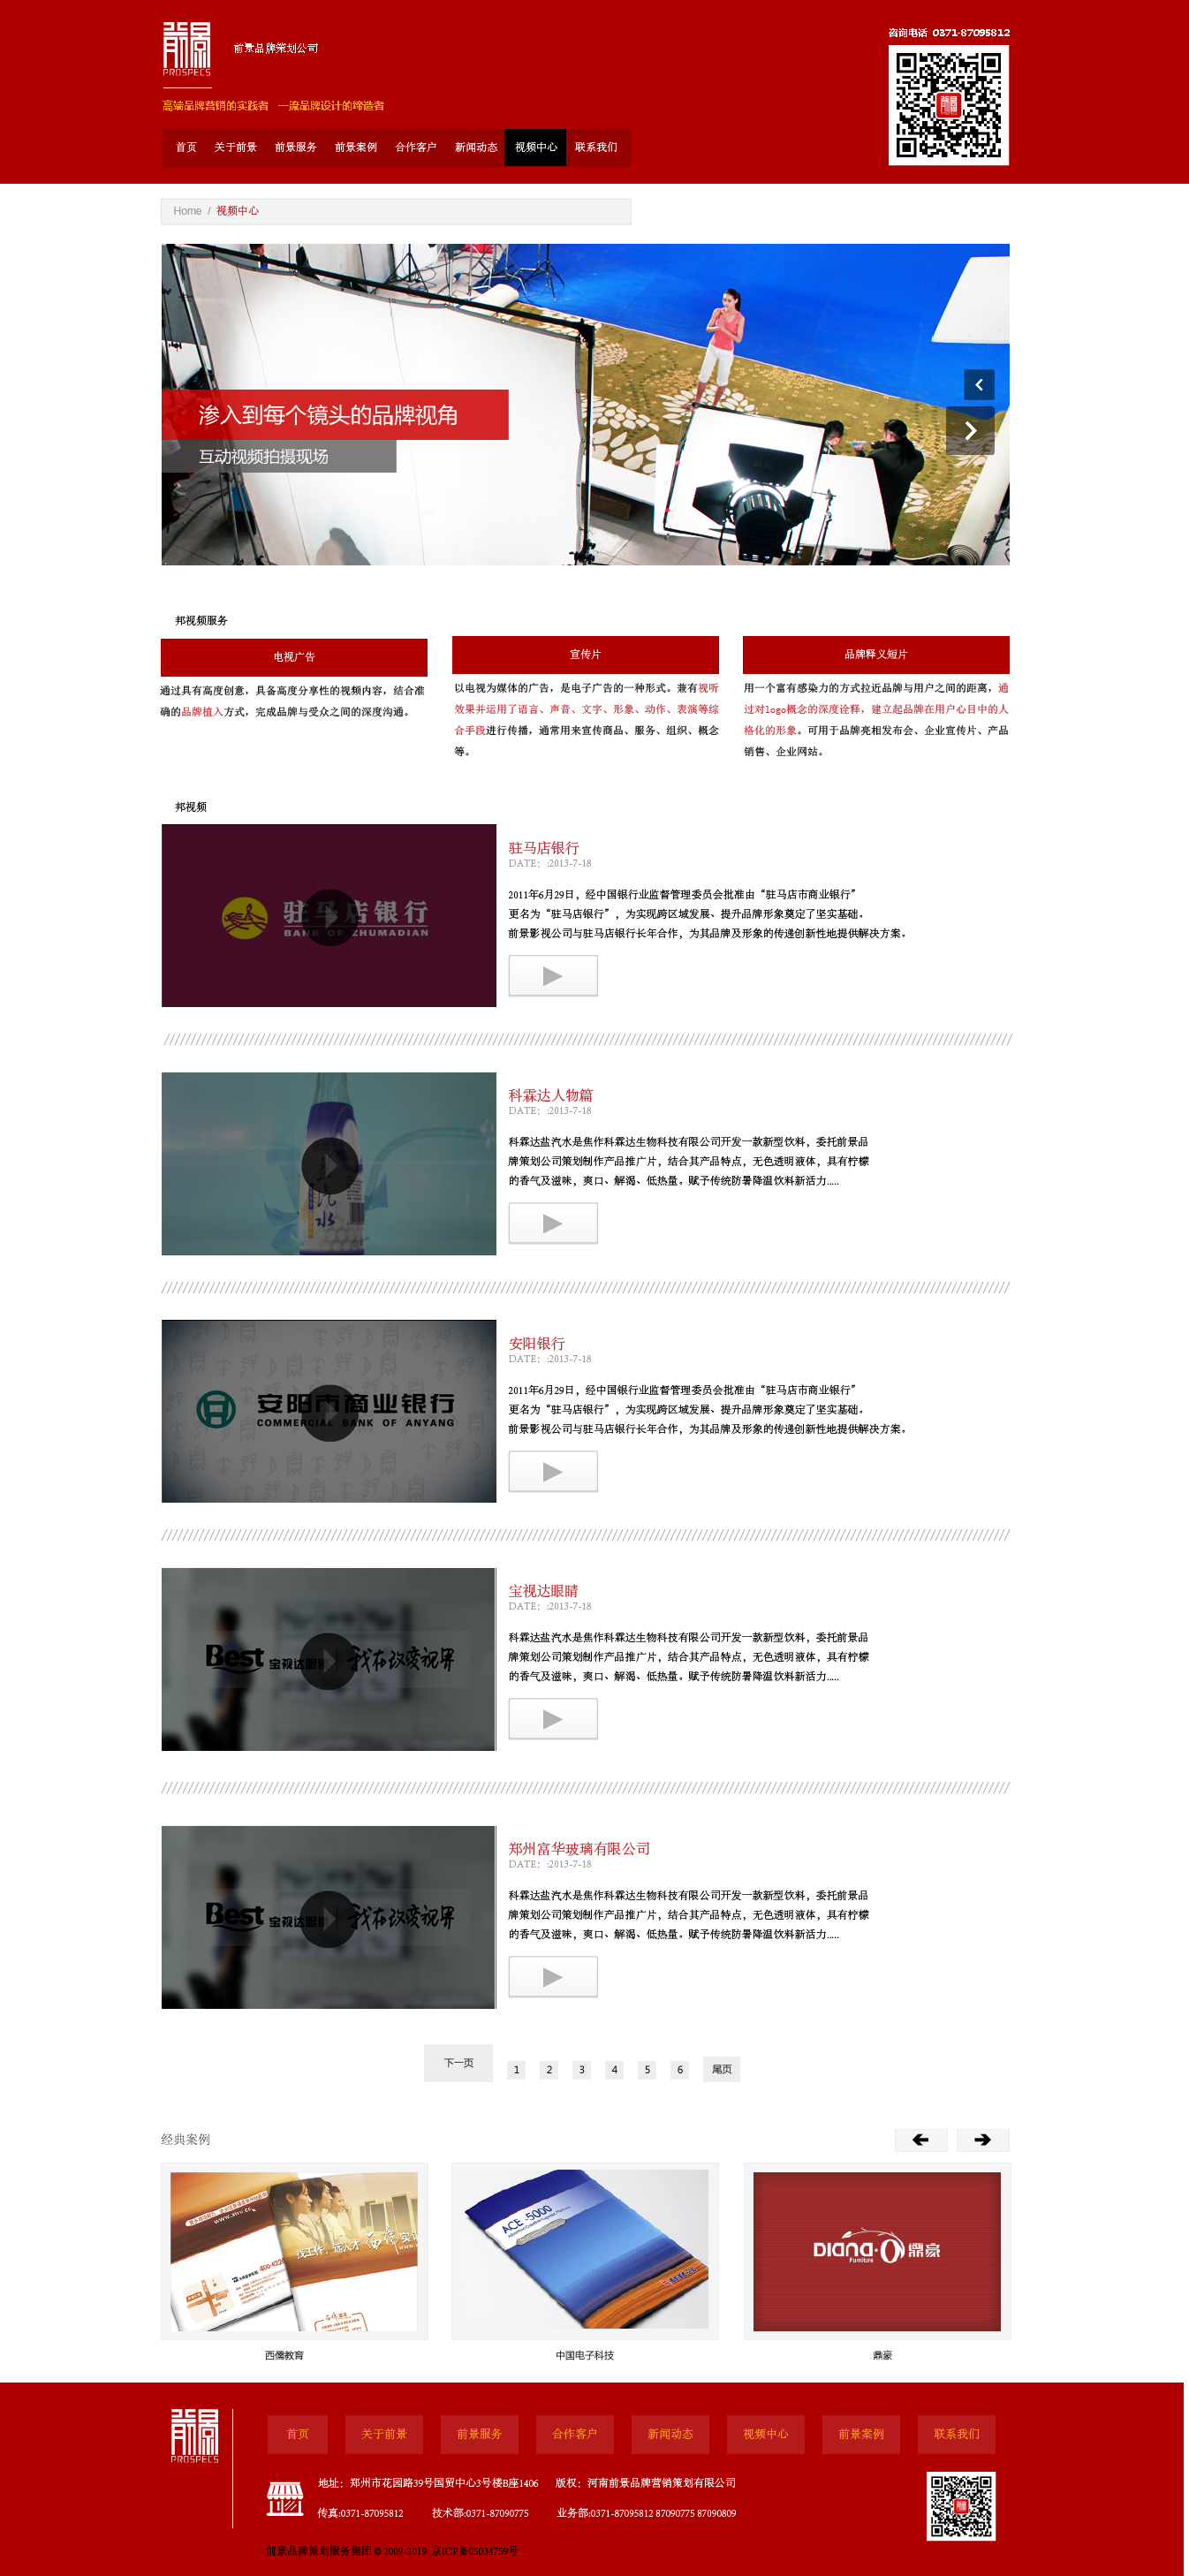 前景
PROSPECS
前景品牌策划公司
咨询电话 0371-87095812
高端品牌营销的实践者 一流品牌设计的缔造者
首页 关于前景 前景服务 前景案例 合作客户 新闻动态 视频中心 联系我们
Home / 视频中心
渗入到每个镜头的品牌视角
互动视频拍摄现场
邦视频服务
电视广告
通过具有高度创意，具备高度分享性的视频内容，结合准
确的品牌植入方式，完成品牌与受众之间的深度沟通。
宣传片
以电视为媒体的广告，是电子广告的一种形式。兼有视听
效果并运用了语言、声音、文字、形象、动作、表演等综
合手段进行传播，通常用来宣传商品、服务、组织、概念
等。
品牌释义短片
用一个富有感染力的方式拉近品牌与用户之间的距离，通
过对logo概念的深度诠释，建立起品牌在用户心目中的人
格化的形象。可用于品牌亮相发布会、企业宣传片、产品
销售、企业网站。
邦视频
驻马店银行
BANK OF ZHUMADIAN
驻马店银行
DATE：:2013-7-18
2011年6月29日，经中国银行业监督管理委员会批准由“驻马店市商业银行”
更名为“驻马店银行”，为实现跨区域发展、提升品牌形象奠定了坚实基础。
前景影视公司与驻马店银行长年合作，为其品牌及形象的传递创新性地提供解决方案。
汽水
科霖达人物篇
DATE：:2013-7-18
科霖达盐汽水是焦作科霖达生物科技有限公司开发一款新型饮料，委托前景品
牌策划公司策划制作产品推广片，结合其产品特点，无色透明液体，具有柠檬
的香气及滋味，爽口、解渴、低热量。赋予传统防暑降温饮料新活力.....
安阳市商业银行
COMMERCIAL BANK OF ANYANG
安阳银行
DATE：:2013-7-18
2011年6月29日，经中国银行业监督管理委员会批准由“驻马店市商业银行”
更名为“驻马店银行”，为实现跨区域发展、提升品牌形象奠定了坚实基础。
前景影视公司与驻马店银行长年合作，为其品牌及形象的传递创新性地提供解决方案。
Best 宝视达眼镜 我在改变视界
宝视达眼睛
DATE：:2013-7-18
科霖达盐汽水是焦作科霖达生物科技有限公司开发一款新型饮料，委托前景品
牌策划公司策划制作产品推广片，结合其产品特点，无色透明液体，具有柠檬
的香气及滋味，爽口、解渴、低热量。赋予传统防暑降温饮料新活力.....
Best 宝视达眼镜 我在改变视界
郑州富华玻璃有限公司
DATE：:2013-7-18
科霖达盐汽水是焦作科霖达生物科技有限公司开发一款新型饮料，委托前景品
牌策划公司策划制作产品推广片，结合其产品特点，无色透明液体，具有柠檬
的香气及滋味，爽口、解渴、低热量。赋予传统防暑降温饮料新活力.....
下一页 1 2 3 4 5 6 尾页
经典案例
找工作，选人才
ACE -5000
DIANA·O 鼎豪
Funiture
西儒教育 中国电子科技 鼎豪
前景
PROSPECS
首页 关于前景 前景服务 合作客户 新闻动态 视频中心 前景案例 联系我们
地址：郑州市花园路39号国贸中心3号楼B座1406 版权：河南前景品牌营销策划有限公司
传真:0371-87095812 技术部:0371-87090775 业务部:0371-87095812 87090775 87090809
前景品牌策划服务集团 © 2009-2019 京ICP备05034759号